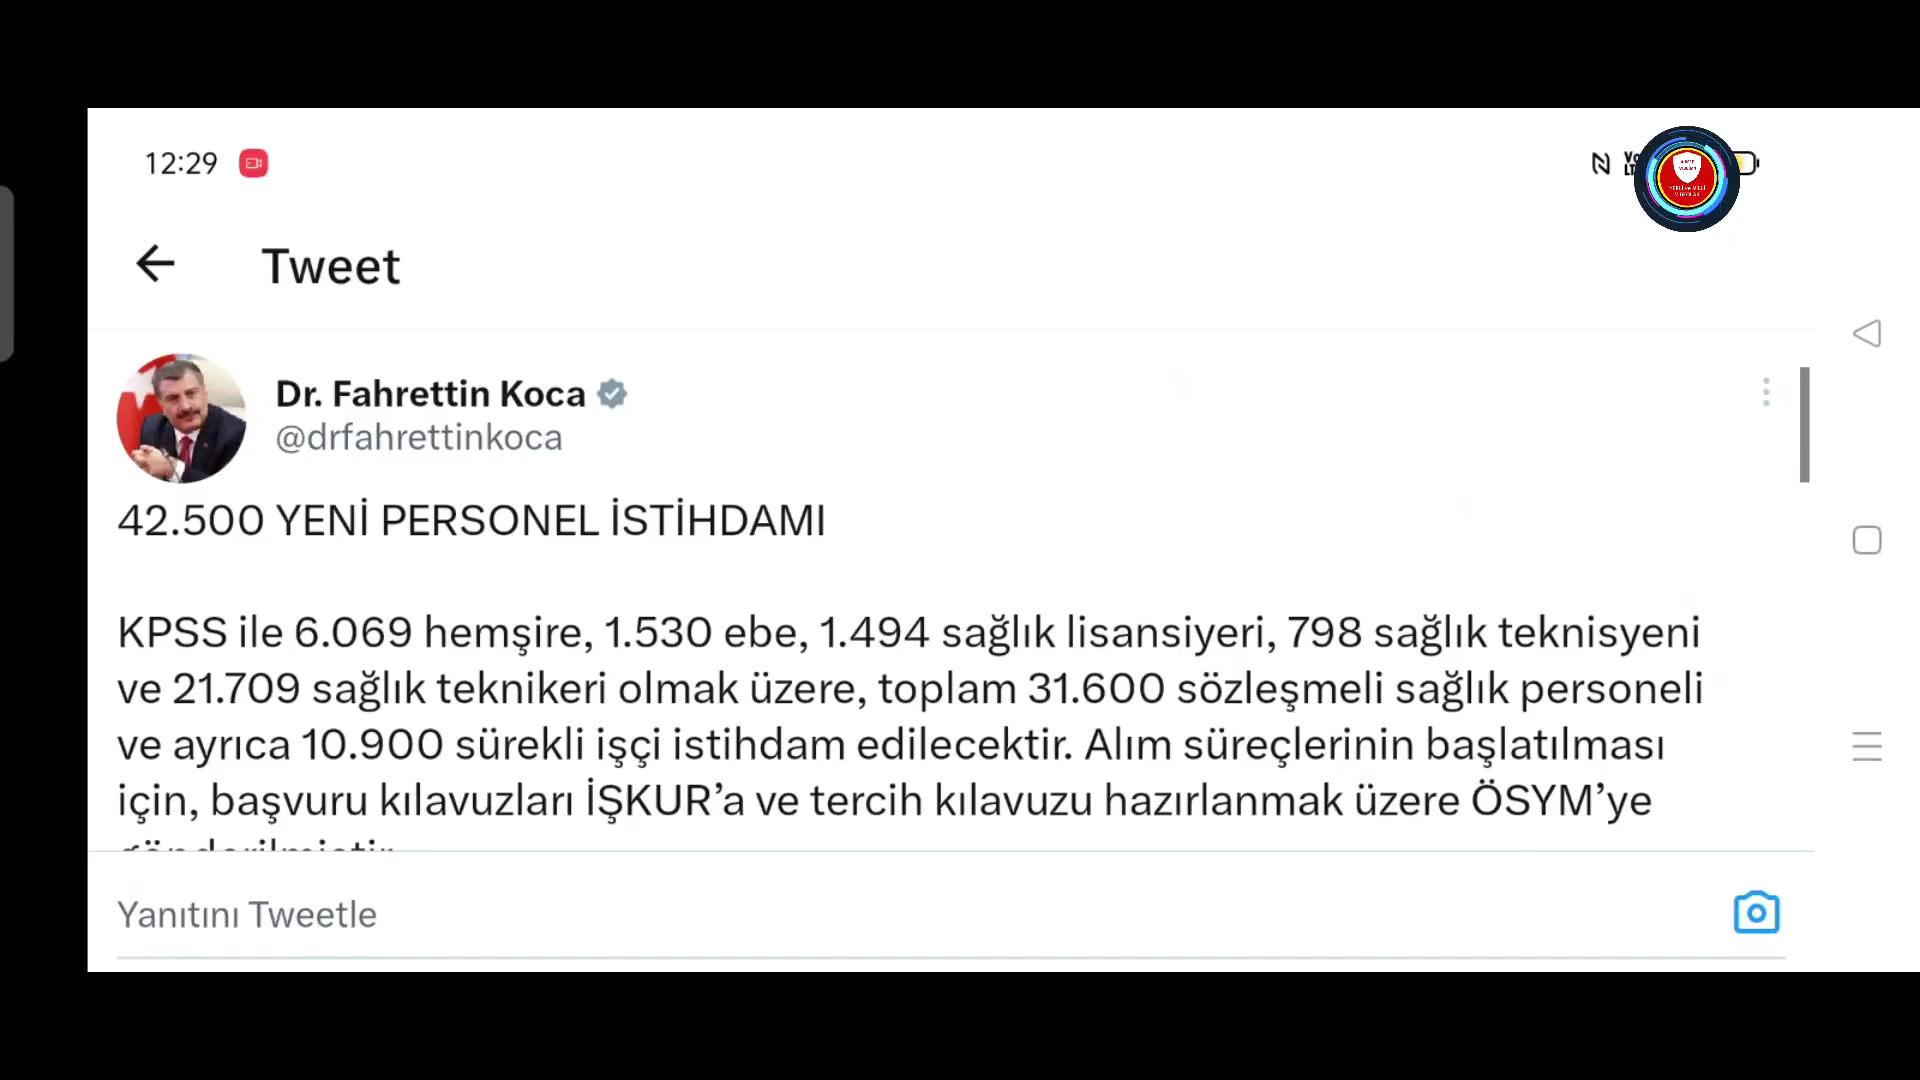 12:29
Tweet
Dr. Fahrettin Koca
@drfahrettinkoca
42.500 YENİ PERSONEL İSTİHDAMI
KPSS ile 6.069 hemşire, 1.530 ebe, 1.494 sağlık lisansiyeri, 798 sağlık teknisyeni
ve 21.709 sağlık teknikeri olmak üzere, toplam 31.600 sözleşmeli sağlık personeli
ve ayrıca 10.900 sürekli işçi istihdam edilecektir. Alım süreçlerinin başlatılması
için, başvuru kılavuzları İŞKUR’a ve tercih kılavuzu hazırlanmak üzere ÖSYM’ye
gönderilmiştir.
Yanıtını Tweetle